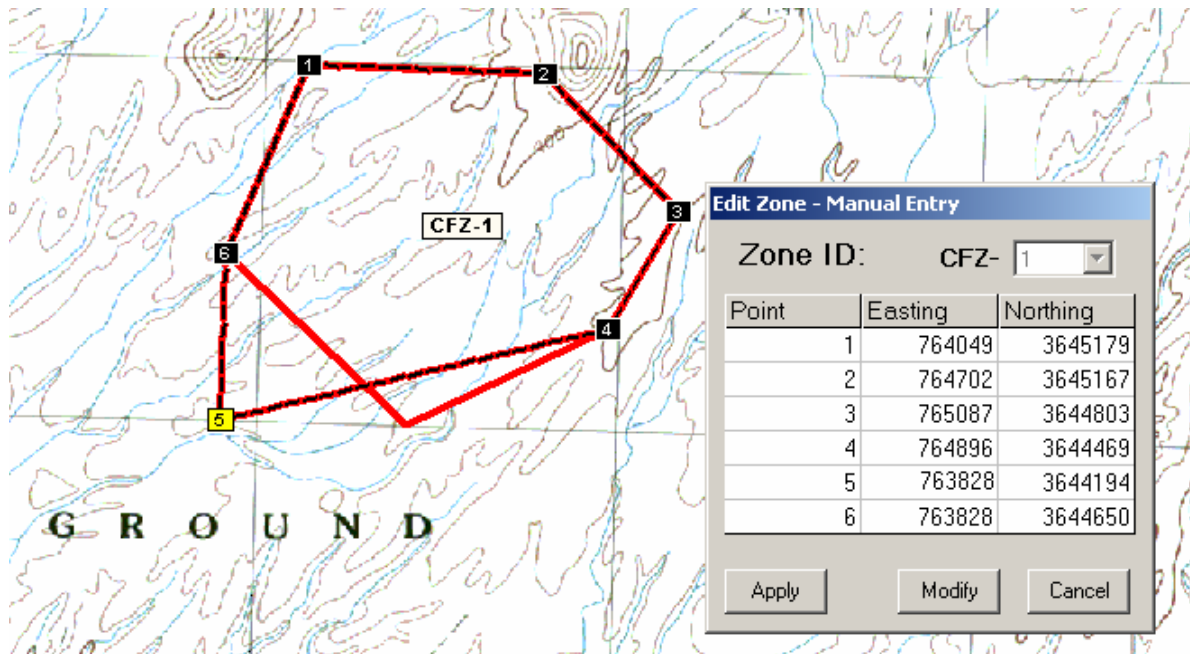 1
2
200
3
CFZ-1
6
4
5
G R O U N D
Edit Zone - Manual Entry
Zone ID: CFZ- 1
Point Easting Northing
1 764049 3645179
2 764702 3645167
3 765087 3644803
4 764896 3644469
5 763828 3644194
6 763828 3644650
Apply Modify Cancel